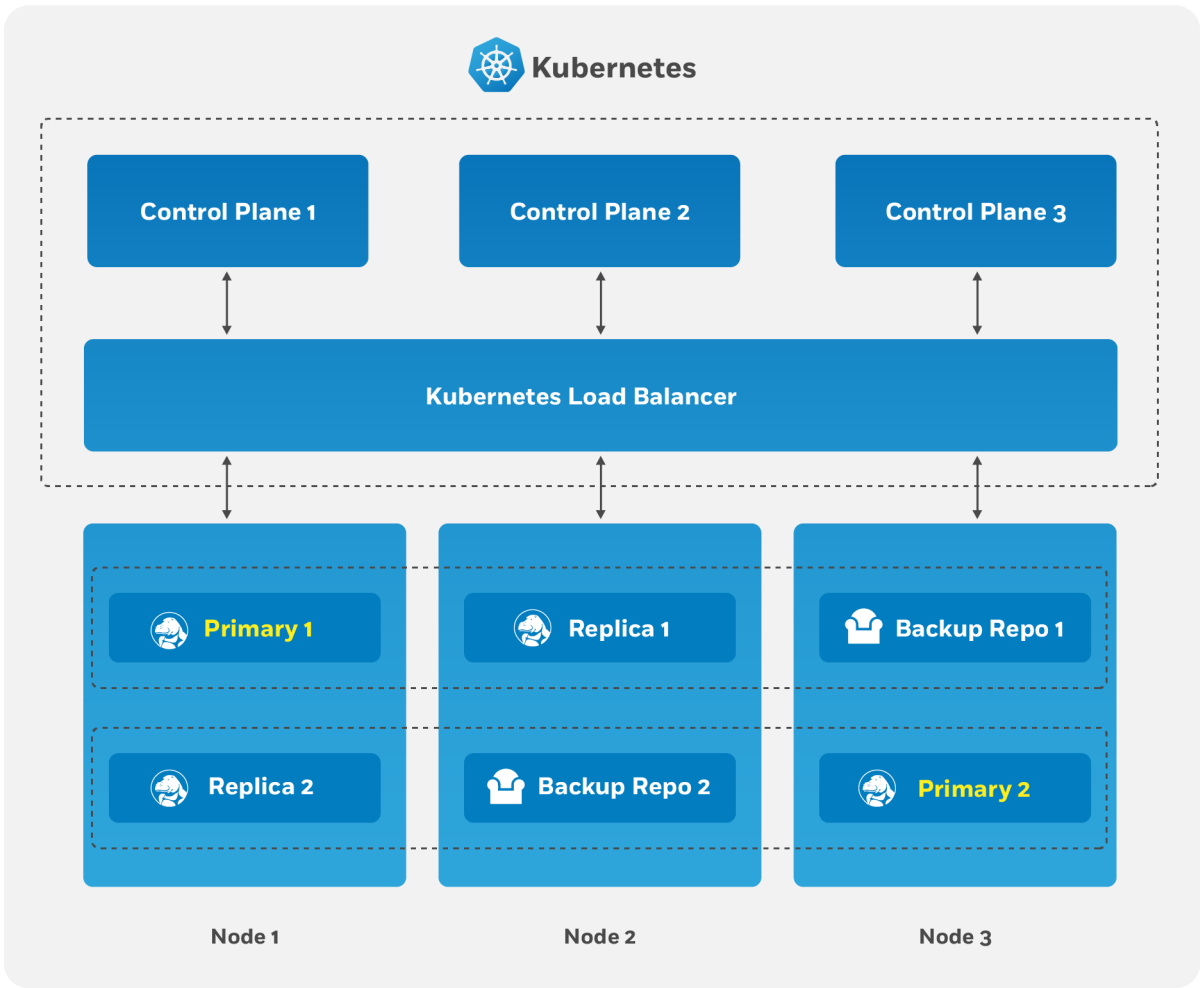 Kubernetes
Control Plane 1
Control Plane 2
Control Plane 3
Kubernetes Load Balancer
Primary 1
Replica 1
Backup Repo 1
Replica 2
Backup Repo 2
Primary 2
Node 1
Node 2
Node 3